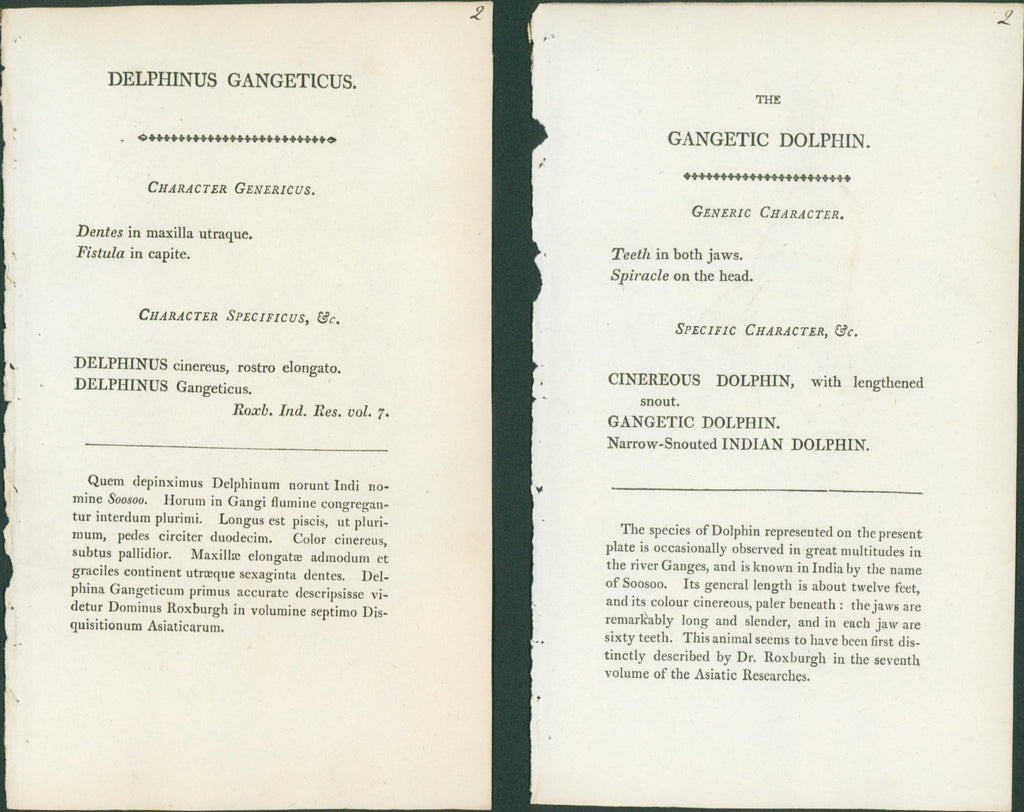 2
DELPHINUS GANGETICUS.
CHARACTER GENERICUS.
Dentes in maxilla utraque.
Fistula in capite.
CHARACTER SPECIFICUS, &c.
DELPHINUS cinereus, rostro elongato.
DELPHINUS Gangeticus.
Roxb. Ind. Res. vol. 7.
Quem depinximus Delphinum norunt Indi no-
mine Soosoo. Horum in Gangi flumine congregan-
tur interdum plurimi. Longus est piscis, ut pluri-
mum, pedes circiter duodecim. Color cinereus,
subtus pallidior. Maxillæ elongatæ admodum et
graciles continent utræque sexaginta dentes. Del-
phina Gangeticum primus accurate descripsisse vi-
detur Dominus Roxburgh in volumine septimo Dis-
quisitionum Asiaticarum.
2
THE
GANGETIC DOLPHIN.
GENERIC CHARACTER.
Teeth in both jaws.
Spiracle on the head.
SPECIFIC CHARACTER, &c.
CINEREOUS DOLPHIN, with lengthened
snout.
GANGETIC DOLPHIN.
Narrow-Snouted INDIAN DOLPHIN.
The species of Dolphin represented on the present
plate is occasionally observed in great multitudes in
the river Ganges, and is known in India by the name
of Soosoo. Its general length is about twelve feet,
and its colour cinereous, paler beneath : the jaws are
remarkably long and slender, and in each jaw are
sixty teeth. This animal seems to have been first dis-
tinctly described by Dr. Roxburgh in the seventh
volume of the Asiatic Researches.